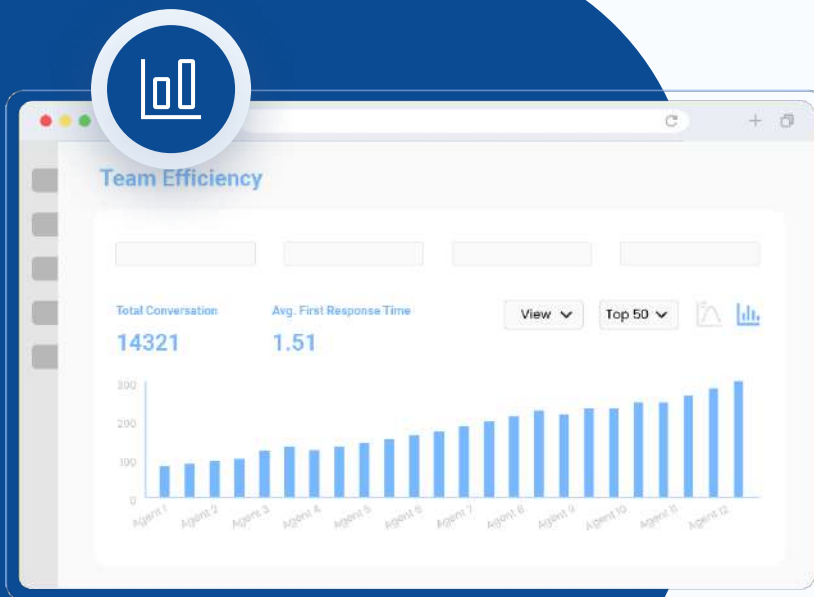 Team Efficiency
Total Conversation
Avg. First Response Time
View
Top 50
14321
1.51
300
200
100
0
Agent 1 Agent 2 Agent 3 Agent 4 Agent 5 Agent 6 Agent 7 Agent 8 Agent 9 Agent 10 Agent 11 Agent 12